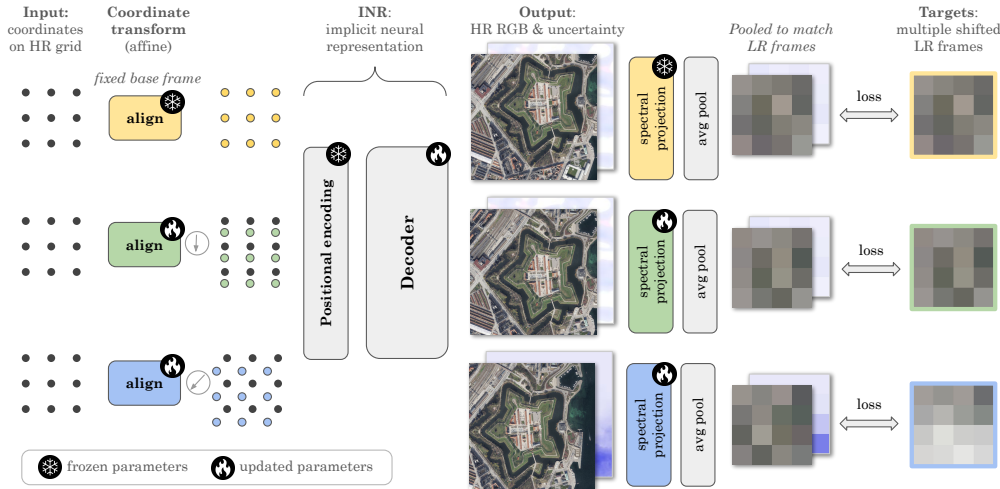 Input:
coordinates
on HR grid
Coordinate
transform
(affine)
INR:
implicit neural
representation
Output:
HR RGB & uncertainty
Pooled to match
LR frames
Targets:
multiple shifted
LR frames
fixed base frame
align
spectral
projection
avg pool
loss
Positional encoding
Decoder
align
spectral
projection
avg pool
loss
align
spectral
projection
avg pool
loss
frozen parameters
updated parameters